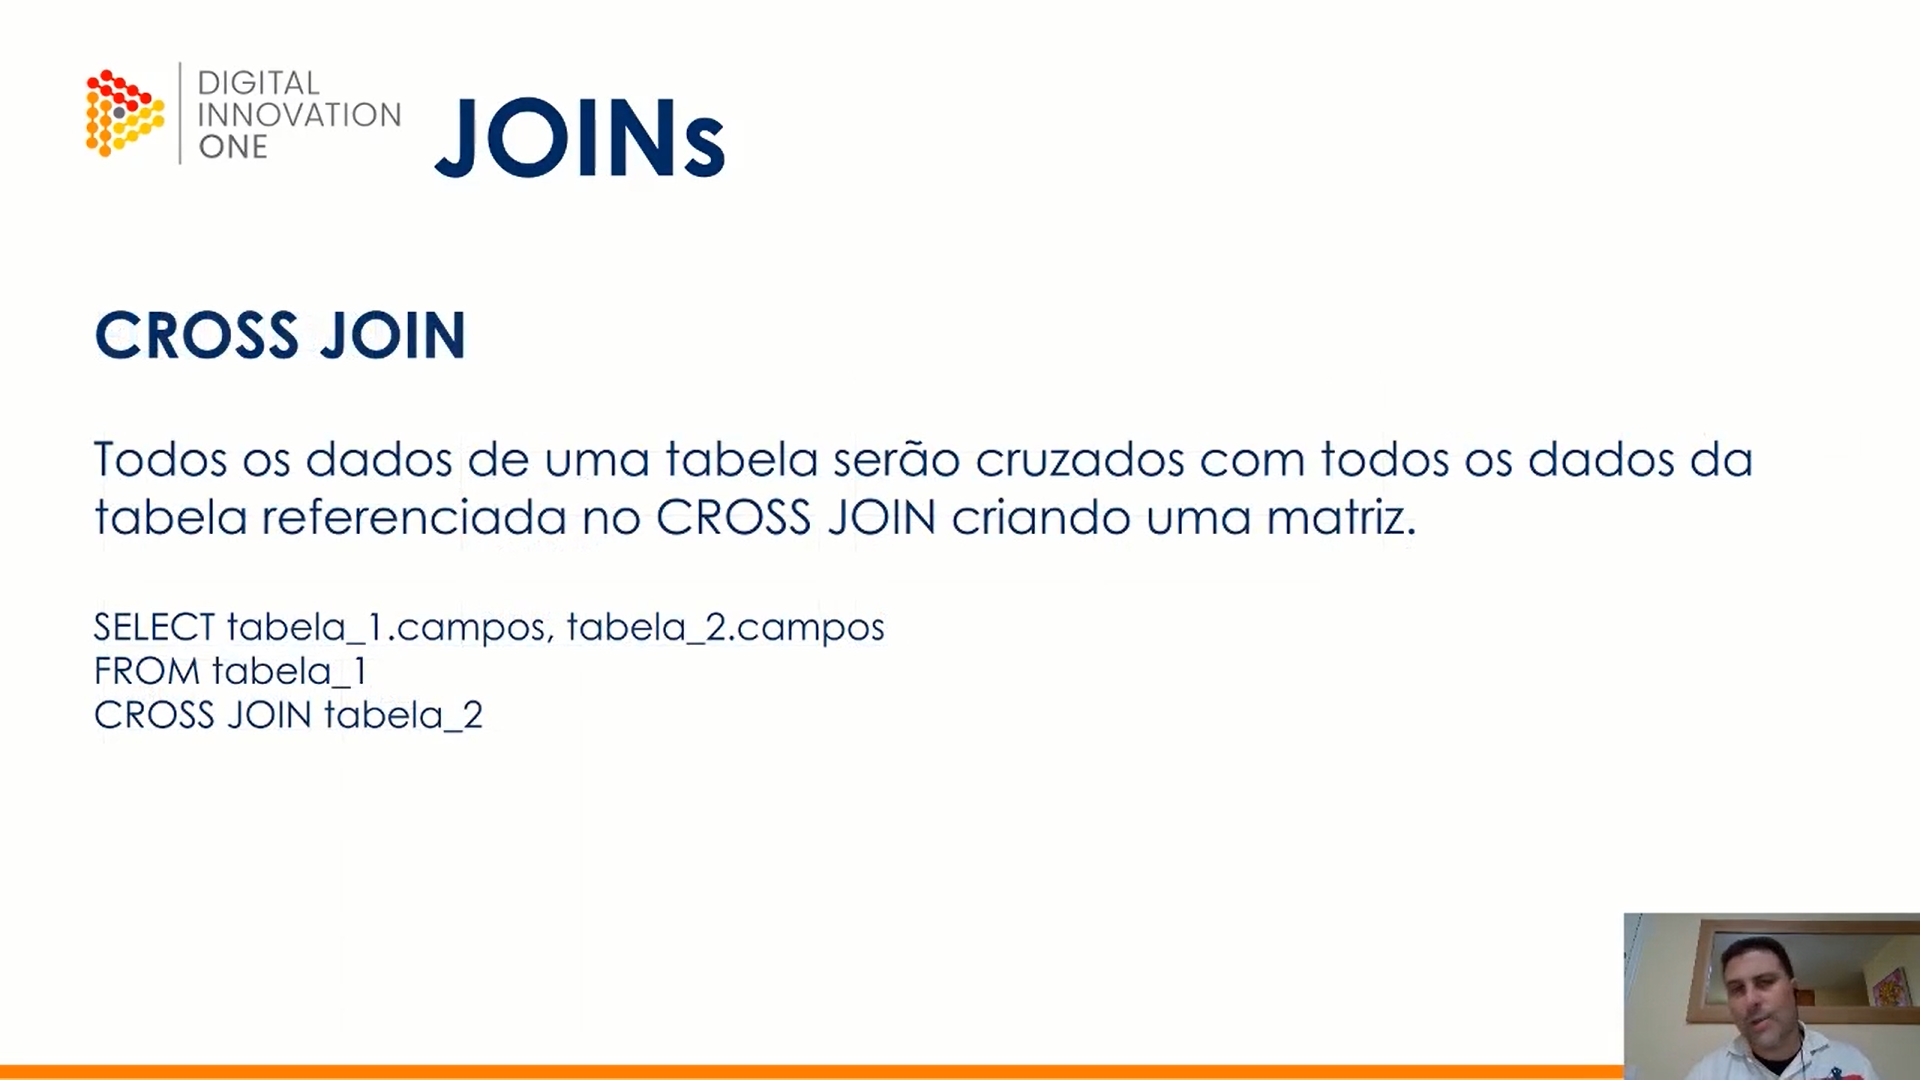 DIGITAL
INNOVATION
ONE
JOINs
CROSS JOIN
Todos os dados de uma tabela serão cruzados com todos os dados da
tabela referenciada no CROSS JOIN criando uma matriz.
SELECT tabela_1.campos, tabela_2.campos
FROM tabela_1
CROSS JOIN tabela_2